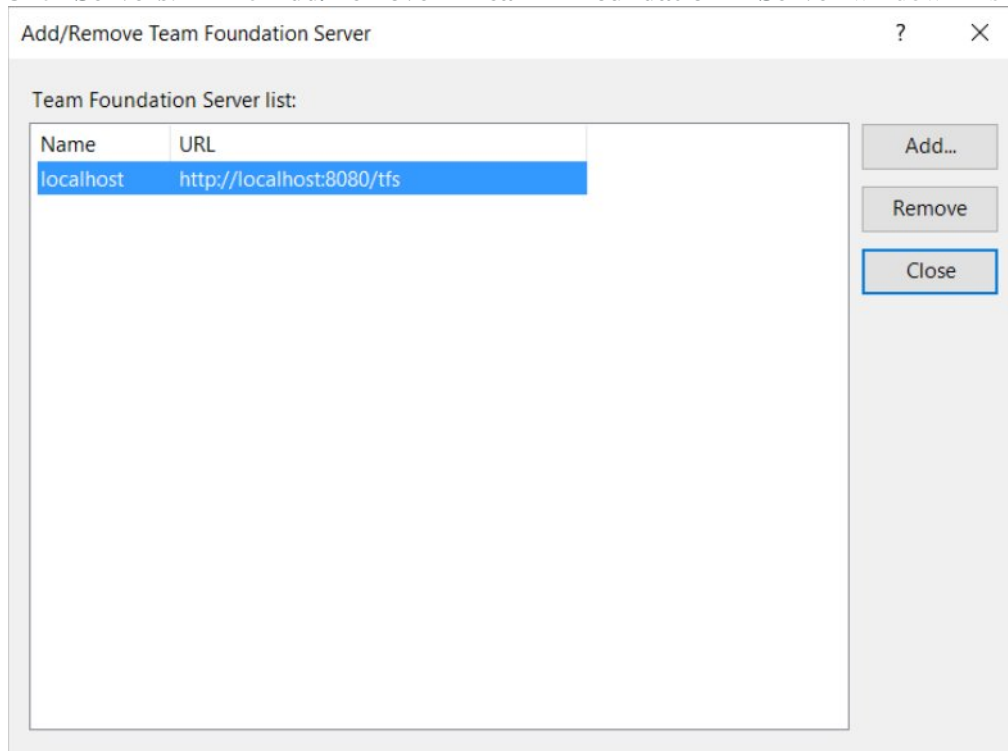 Add/Remove Team Foundation Server ? ×
Team Foundation Server list:
Name URL
localhost http://localhost:8080/tfs
Add...
Remove
Close